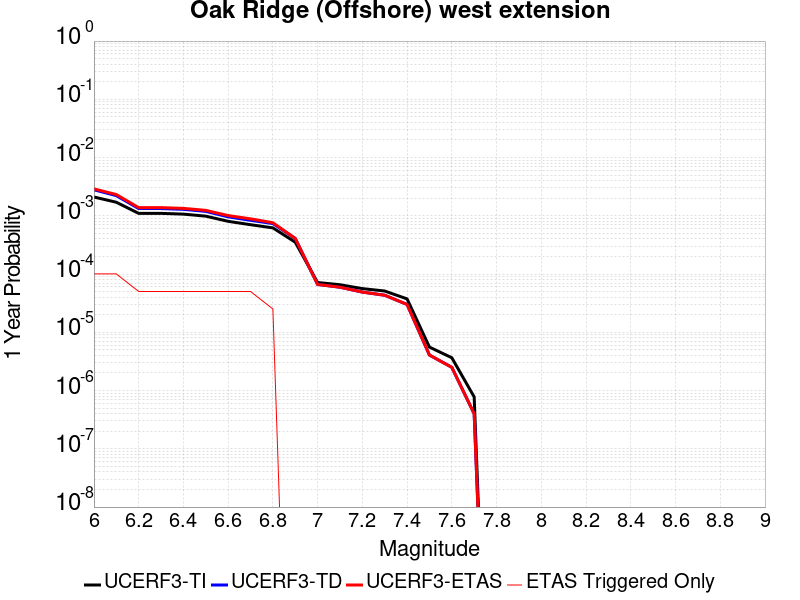 Oak Ridge (Offshore) west extension
1 Year Probability
10^0
10^-1
10^-2
10^-3
10^-4
10^-5
10^-6
10^-7
10^-8
6 6.2 6.4 6.6 6.8 7 7.2 7.4 7.6 7.8 8 8.2 8.4 8.6 8.8 9
Magnitude
UCERF3-TI UCERF3-TD UCERF3-ETAS ETAS Triggered Only